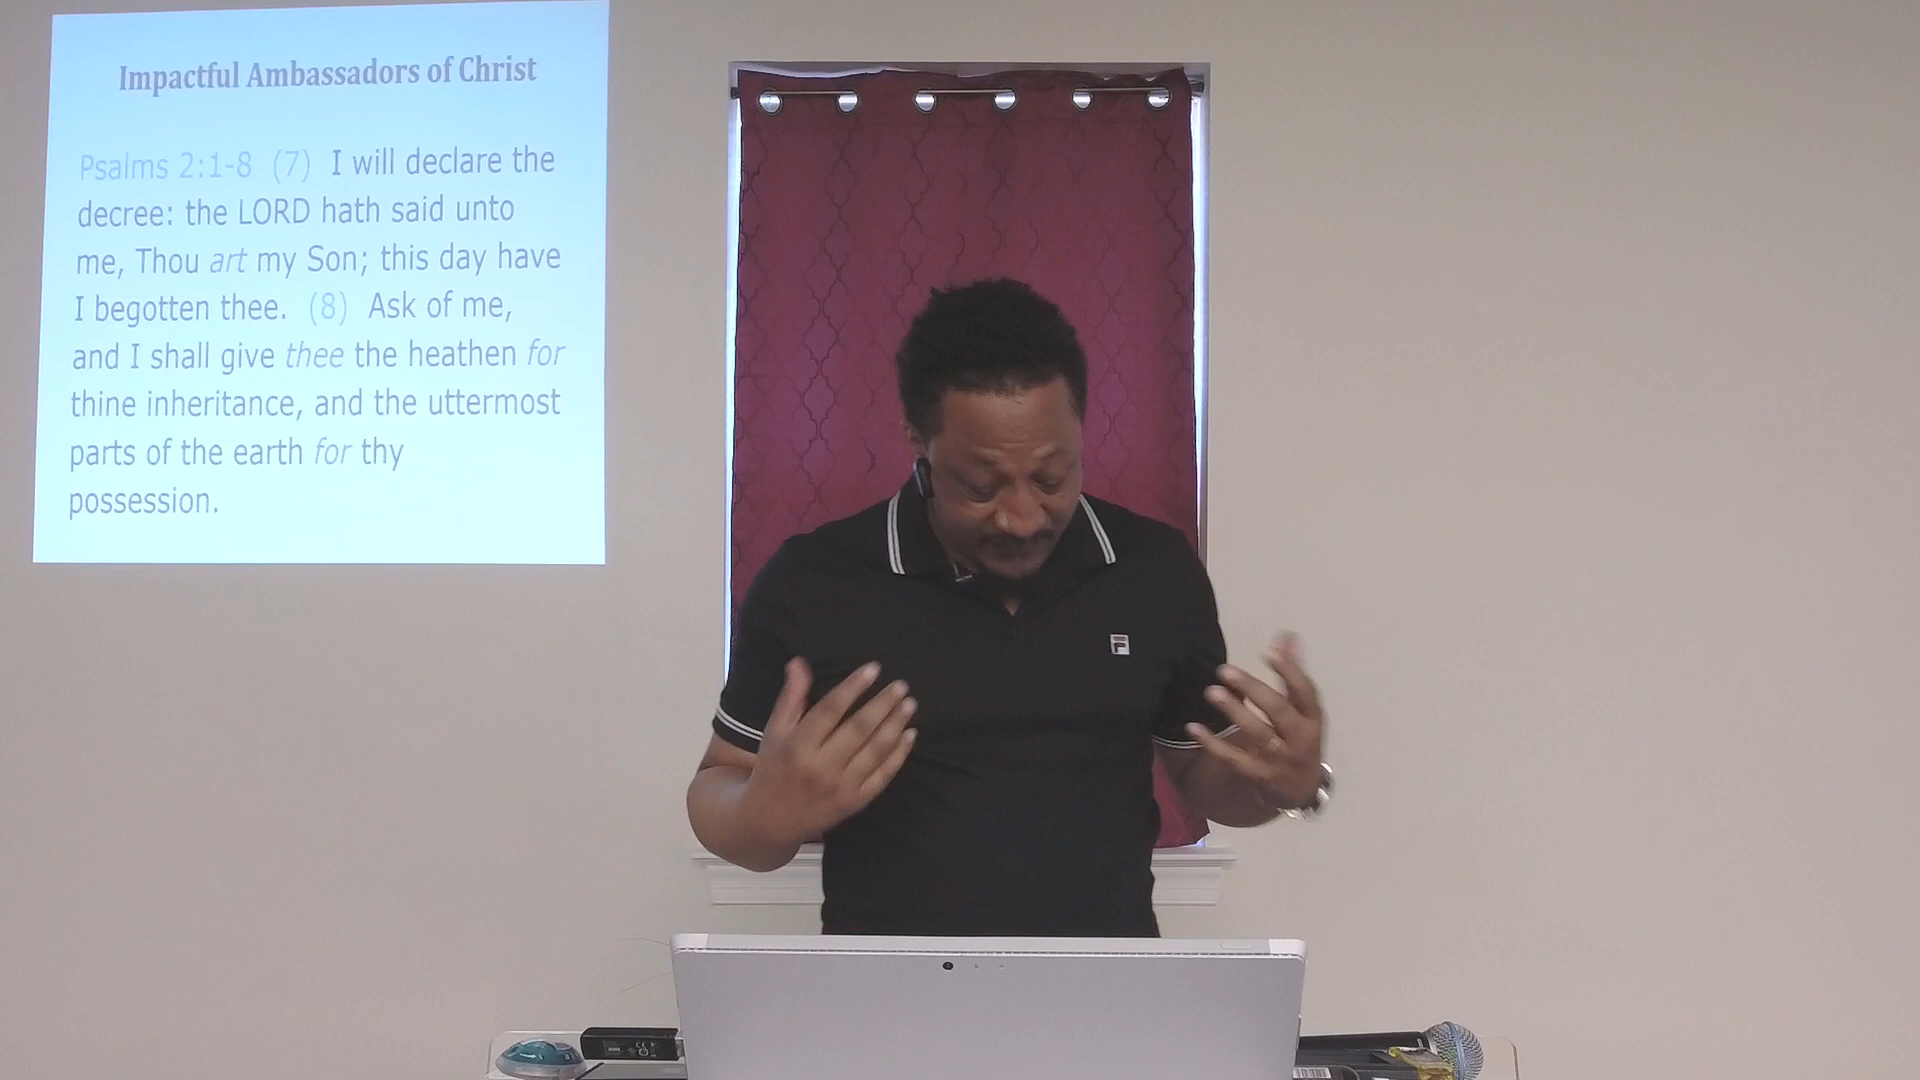 Impactful Ambassadors of Christ
Psalms 2:1-8 (7) I will declare the
decree: the LORD hath said unto
me, Thou art my Son; this day have
I begotten thee. (8) Ask of me,
and I shall give thee the heathen for
thine inheritance, and the uttermost
parts of the earth for thy
possession.